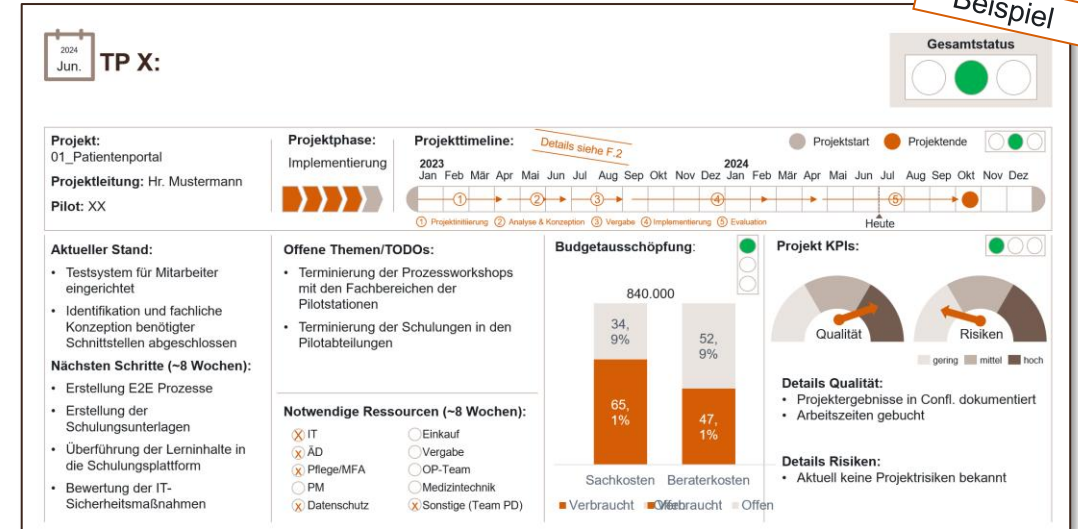 Beispiel
2024
Jun.
TP X:
Gesamtstatus
Projekt:
01_Patientenportal
Projektleitung: Hr. Mustermann
Pilot: XX
Projektphase:
Implementierung
Projekttimeline:
Details siehe F.2
Projektstart
Projektende
2023 2024
Jan Feb Mär Apr Mai Jun Jul Aug Sep Okt Nov Dez Jan Feb Mär Apr Mai Jun Jul Aug Sep Okt Nov Dez
1 2 3 4 5
1 Projektinitiierung 2 Analyse & Konzeption 3 Vergabe 4 Implementierung 5 Evaluation
Heute
Aktueller Stand:
• Testsystem für Mitarbeiter
eingerichtet
• Identifikation und fachliche
Konzeption benötigter
Schnittstellen abgeschlossen
Nächsten Schritte (~8 Wochen):
• Erstellung E2E Prozesse
• Erstellung der
Schulungsunterlagen
• Überführung der Lerninhalte in
die Schulungsplattform
• Bewertung der IT-
Sicherheitsmaßnahmen
Offene Themen/TODOs:
• Terminierung der Prozessworkshops
mit den Fachbereichen der
Pilotstationen
• Terminierung der Schulungen in den
Pilotabteilungen
Notwendige Ressourcen (~8 Wochen):
X IT
X ÄD
X Pflege/MFA
PM
X Datenschutz
Einkauf
Vergabe
OP-Team
Medizintechnik
X Sonstige (Team PD)
Budgetausschöpfung:
840.000
34,
9%
65,
1%
52,
9%
47,
1%
Sachkosten Beraterkosten
Verbraucht Offen
Verbraucht Offen
Projekt KPIs:
Qualität
Risiken
gering mittel hoch
Details Qualität:
• Projektergebnisse in Confl. dokumentiert
• Arbeitszeiten gebucht
Details Risiken:
• Aktuell keine Projektrisiken bekannt